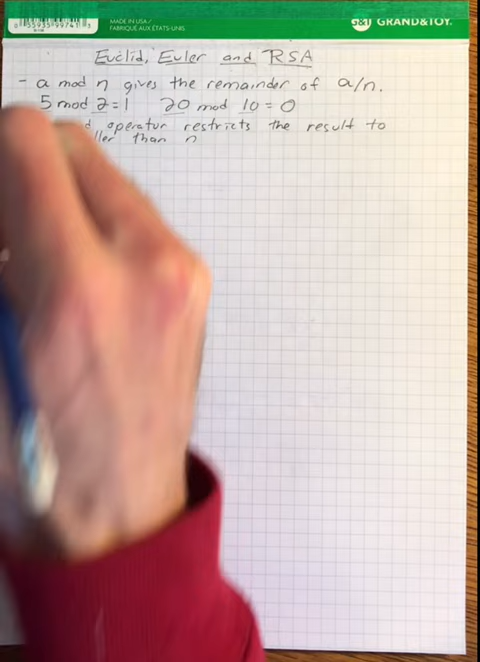 MADE IN USA /
FABRIQUE AUX ÉTATS-UNIS
G&T GRAND&TOY.
Euclid, Euler and RSA
- a mod n gives the remainder of a/n.
5 mod 2 = 1 20 mod 10 = 0
operator restricts the result to
than n